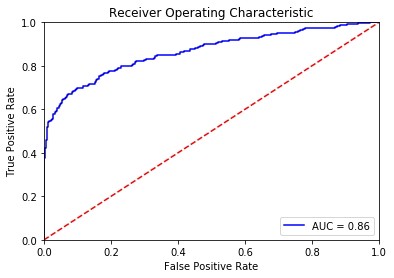 Receiver Operating Characteristic
True Positive Rate
1.0
0.8
0.6
0.4
0.2
0.0
AUC = 0.86
0.0 0.2 0.4 0.6 0.8 1.0
False Positive Rate